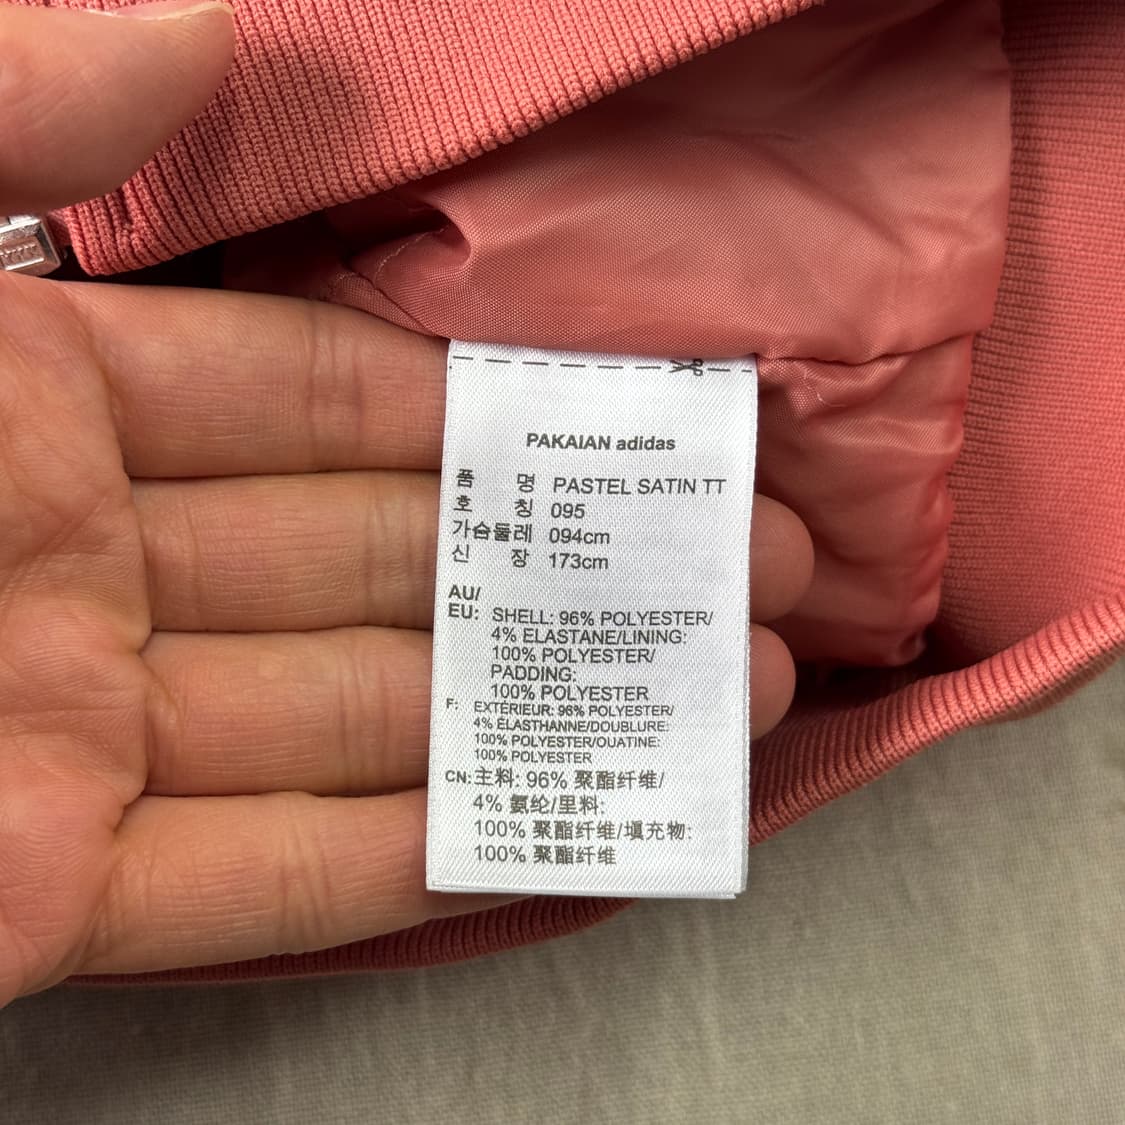 PAKAIAN adidas
품 명 PASTEL SATIN TT
호 칭 095
가슴둘레 094cm
신 장 173cm
AU/
EU: SHELL: 96% POLYESTER/
4% ELASTANE/LINING:
100% POLYESTER/
PADDING:
100% POLYESTER
F: EXTÉRIEUR: 96% POLYESTER/
4% ÉLASTHANNE/DOUBLURE:
100% POLYESTER/OUATINE:
100% POLYESTER
CN: 主料: 96% 聚酯纤维/
4% 氨纶/里料:
100% 聚酯纤维/填充物:
100% 聚酯纤维